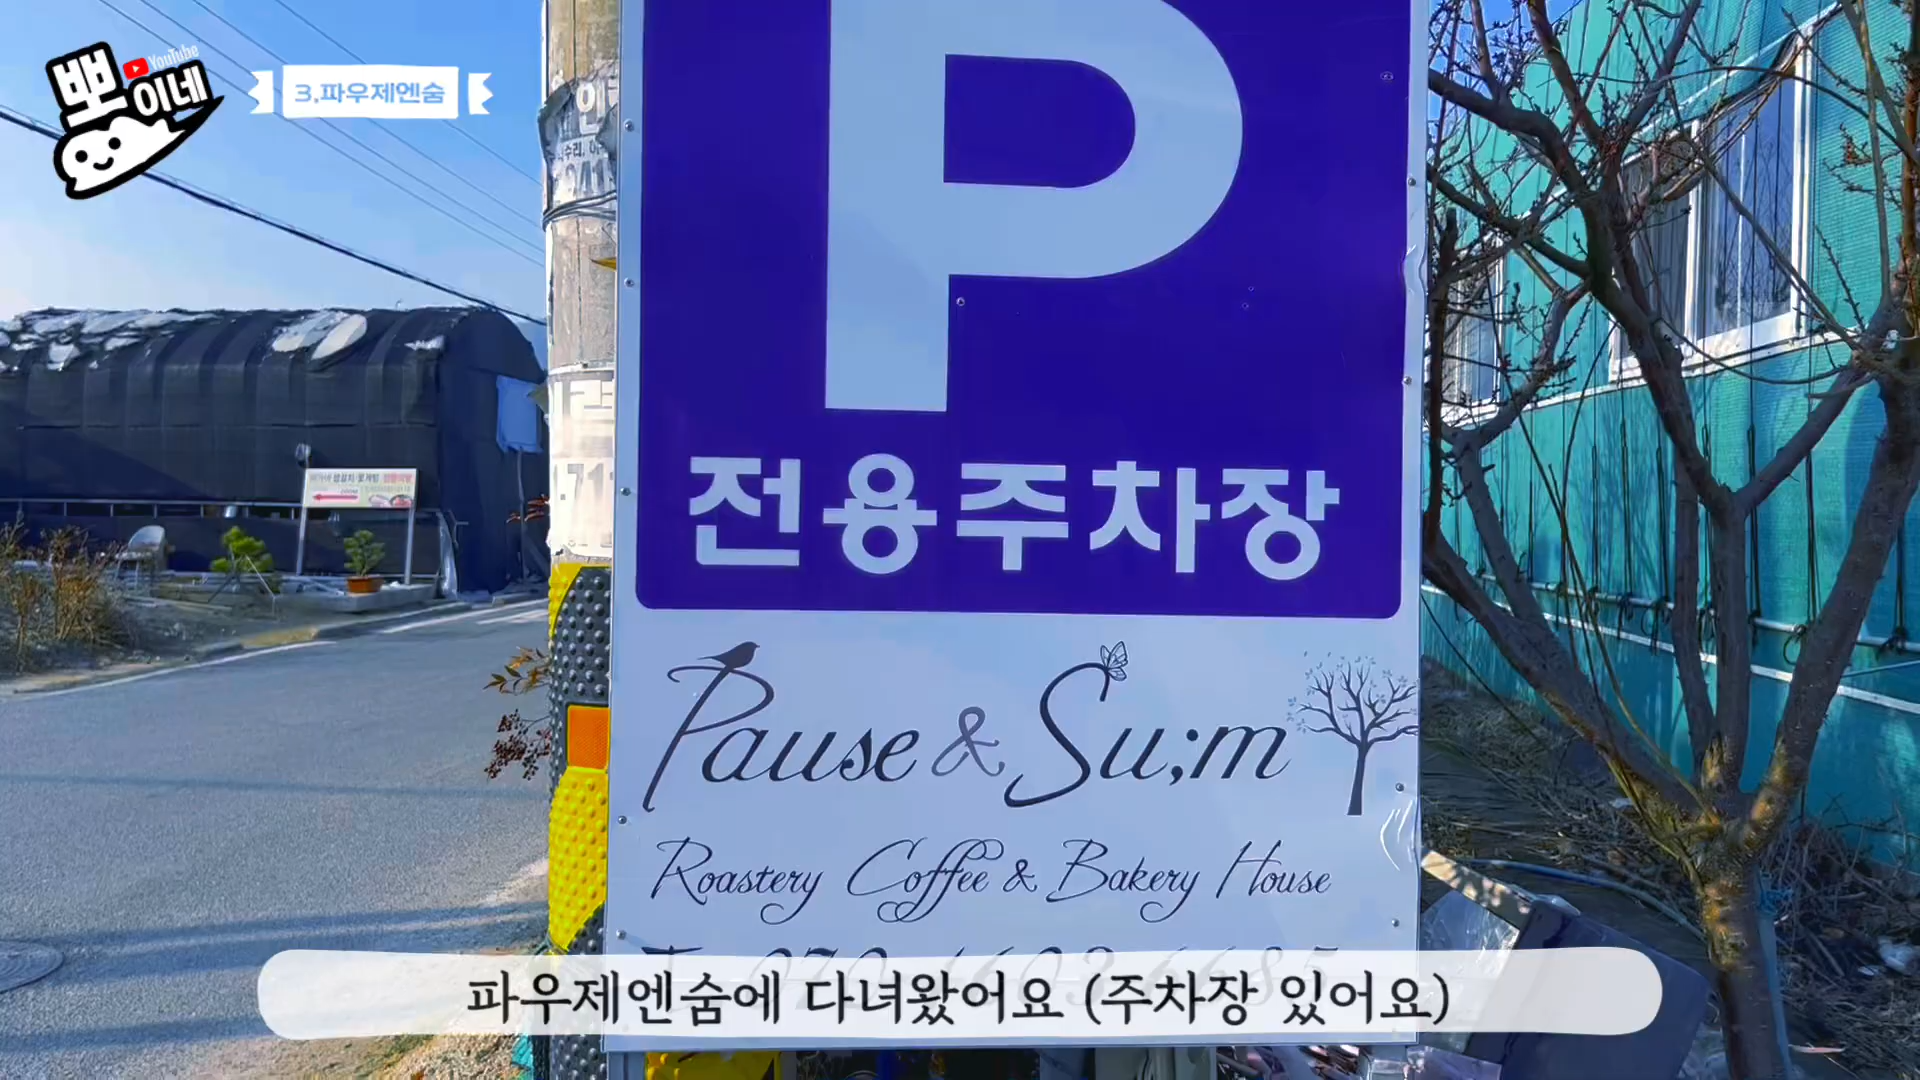 YouTube
뽀이네
3.파우제엔숨
P
전용주차장
Pause & Su;m
Roastery Coffee & Bakery House
파우제엔숨에 다녀왔어요 (주차장 있어요)